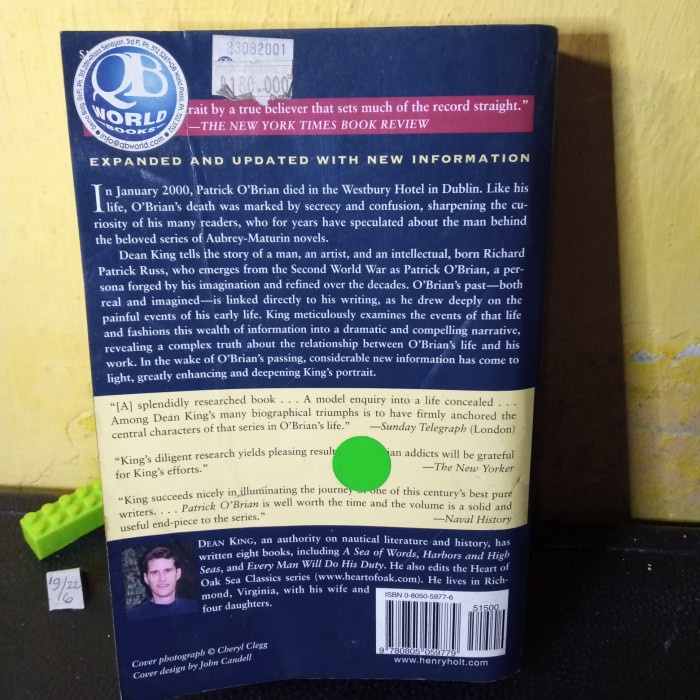 23082001
180.000
QB
WORLD
BOOKS
info@qbworld.com
rait by a true believer that sets much of the record straight.”
—THE NEW YORK TIMES BOOK REVIEW
EXPANDED AND UPDATED WITH NEW INFORMATION
In January 2000, Patrick O’Brian died in the Westbury Hotel in Dublin. Like his
life, O’Brian’s death was marked by secrecy and confusion, sharpening the cu-
riosity of his many readers, who for years have speculated about the man behind
the beloved series of Aubrey-Maturin novels.
Dean King tells the story of a man, an artist, and an intellectual, born Richard
Patrick Russ, who emerges from the Second World War as Patrick O’Brian, a per-
sona forged by his imagination and refined over the decades. O’Brian’s past—both
real and imagined—is linked directly to his writing, as he drew deeply on the
painful events of his early life. King meticulously examines the events of that life
and fashions this wealth of information into a dramatic and compelling narrative,
revealing a complex truth about the relationship between O’Brian’s life and his
work. In the wake of O’Brian’s passing, considerable new information has come to
light, greatly enhancing and deepening King’s portrait.
“[A] splendidly researched book . . . A model enquiry into a life concealed . . .
Among Dean King’s many biographical triumphs is to have firmly anchored the
central characters of that series in O’Brian’s life.” —Sunday Telegraph (London)
“King’s diligent research yields pleasing result ian addicts will be grateful
for King’s efforts.” —The New Yorker
“King succeeds nicely in illuminating the journey of one of this century’s best pure
writers. . . . Patrick O’Brian is well worth the time and the volume is a solid and
useful end-piece to the series.” —Naval History
DEAN KING, an authority on nautical literature and history, has
written eight books, including A Sea of Words, Harbors and High
Seas, and Every Man Will Do His Duty. He also edits the Heart of
Oak Sea Classics series (www.heartofoak.com). He lives in Rich-
mond, Virginia, with his wife and
four daughters.
19/22
6
ISBN 0-8050-5977-6
51500
9 780805 059779
www.henryholt.com
Cover photograph © Cheryl Clegg
Cover design by John Candell